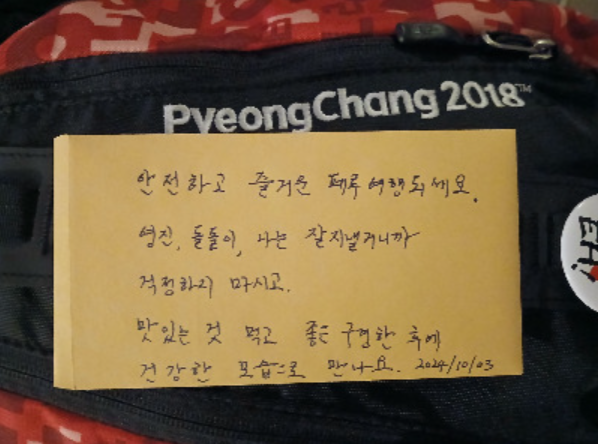 PyeongChang 2018™
안전하고 즐거운 페루여행되세요.
영진, 돌돌이, 나는 잘지낼거니까
걱정하지 마시고.
맛있는 것 먹고 좋은 구경한 후에
건강한 모습으로 만나요. 2024/10/03
EH!